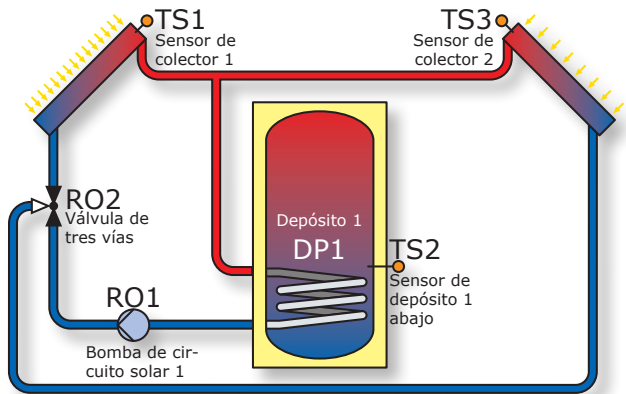 TS1
Sensor de
colector 1
TS3
Sensor de
colector 2
RO2
Válvula de
tres vías
Depósito 1
DP1
TS2
Sensor de
depósito 1
abajo
RO1
Bomba de cir-
cuito solar 1